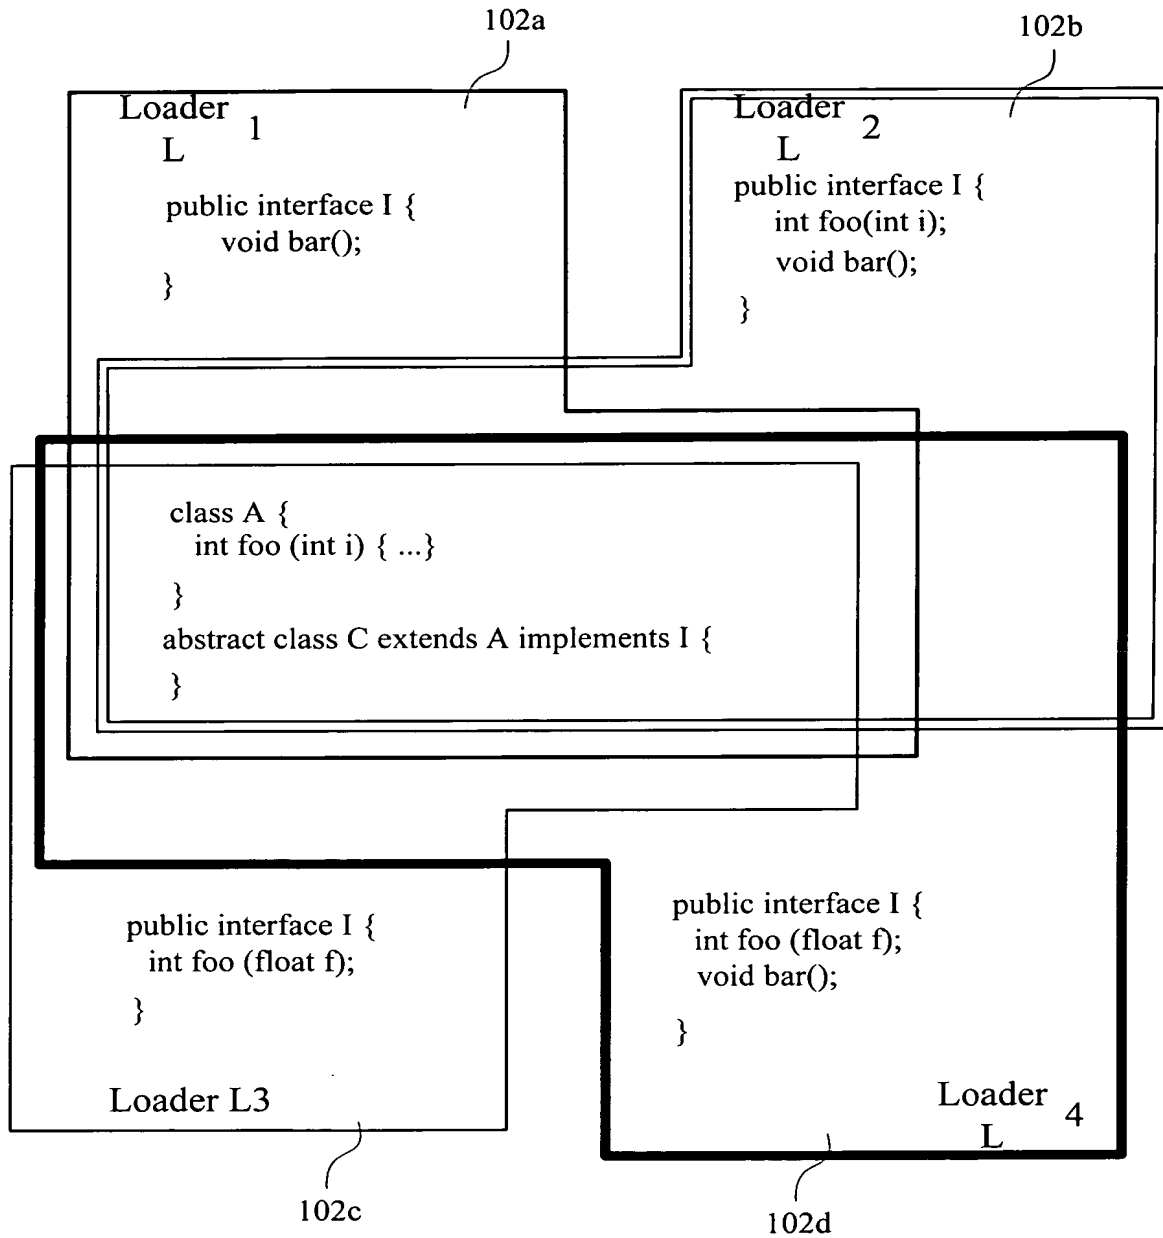 102a
102b
Loader 1
L
public interface I {
void bar();
}
Loader 2
L
public interface I {
int foo(int i);
void bar();
}
class A {
int foo (int i) { ...}
}
abstract class C extends A implements I {
}
public interface I {
int foo (float f);
}
Loader L3
public interface I {
int foo (float f);
void bar();
}
Loader 4
L
102c
102d